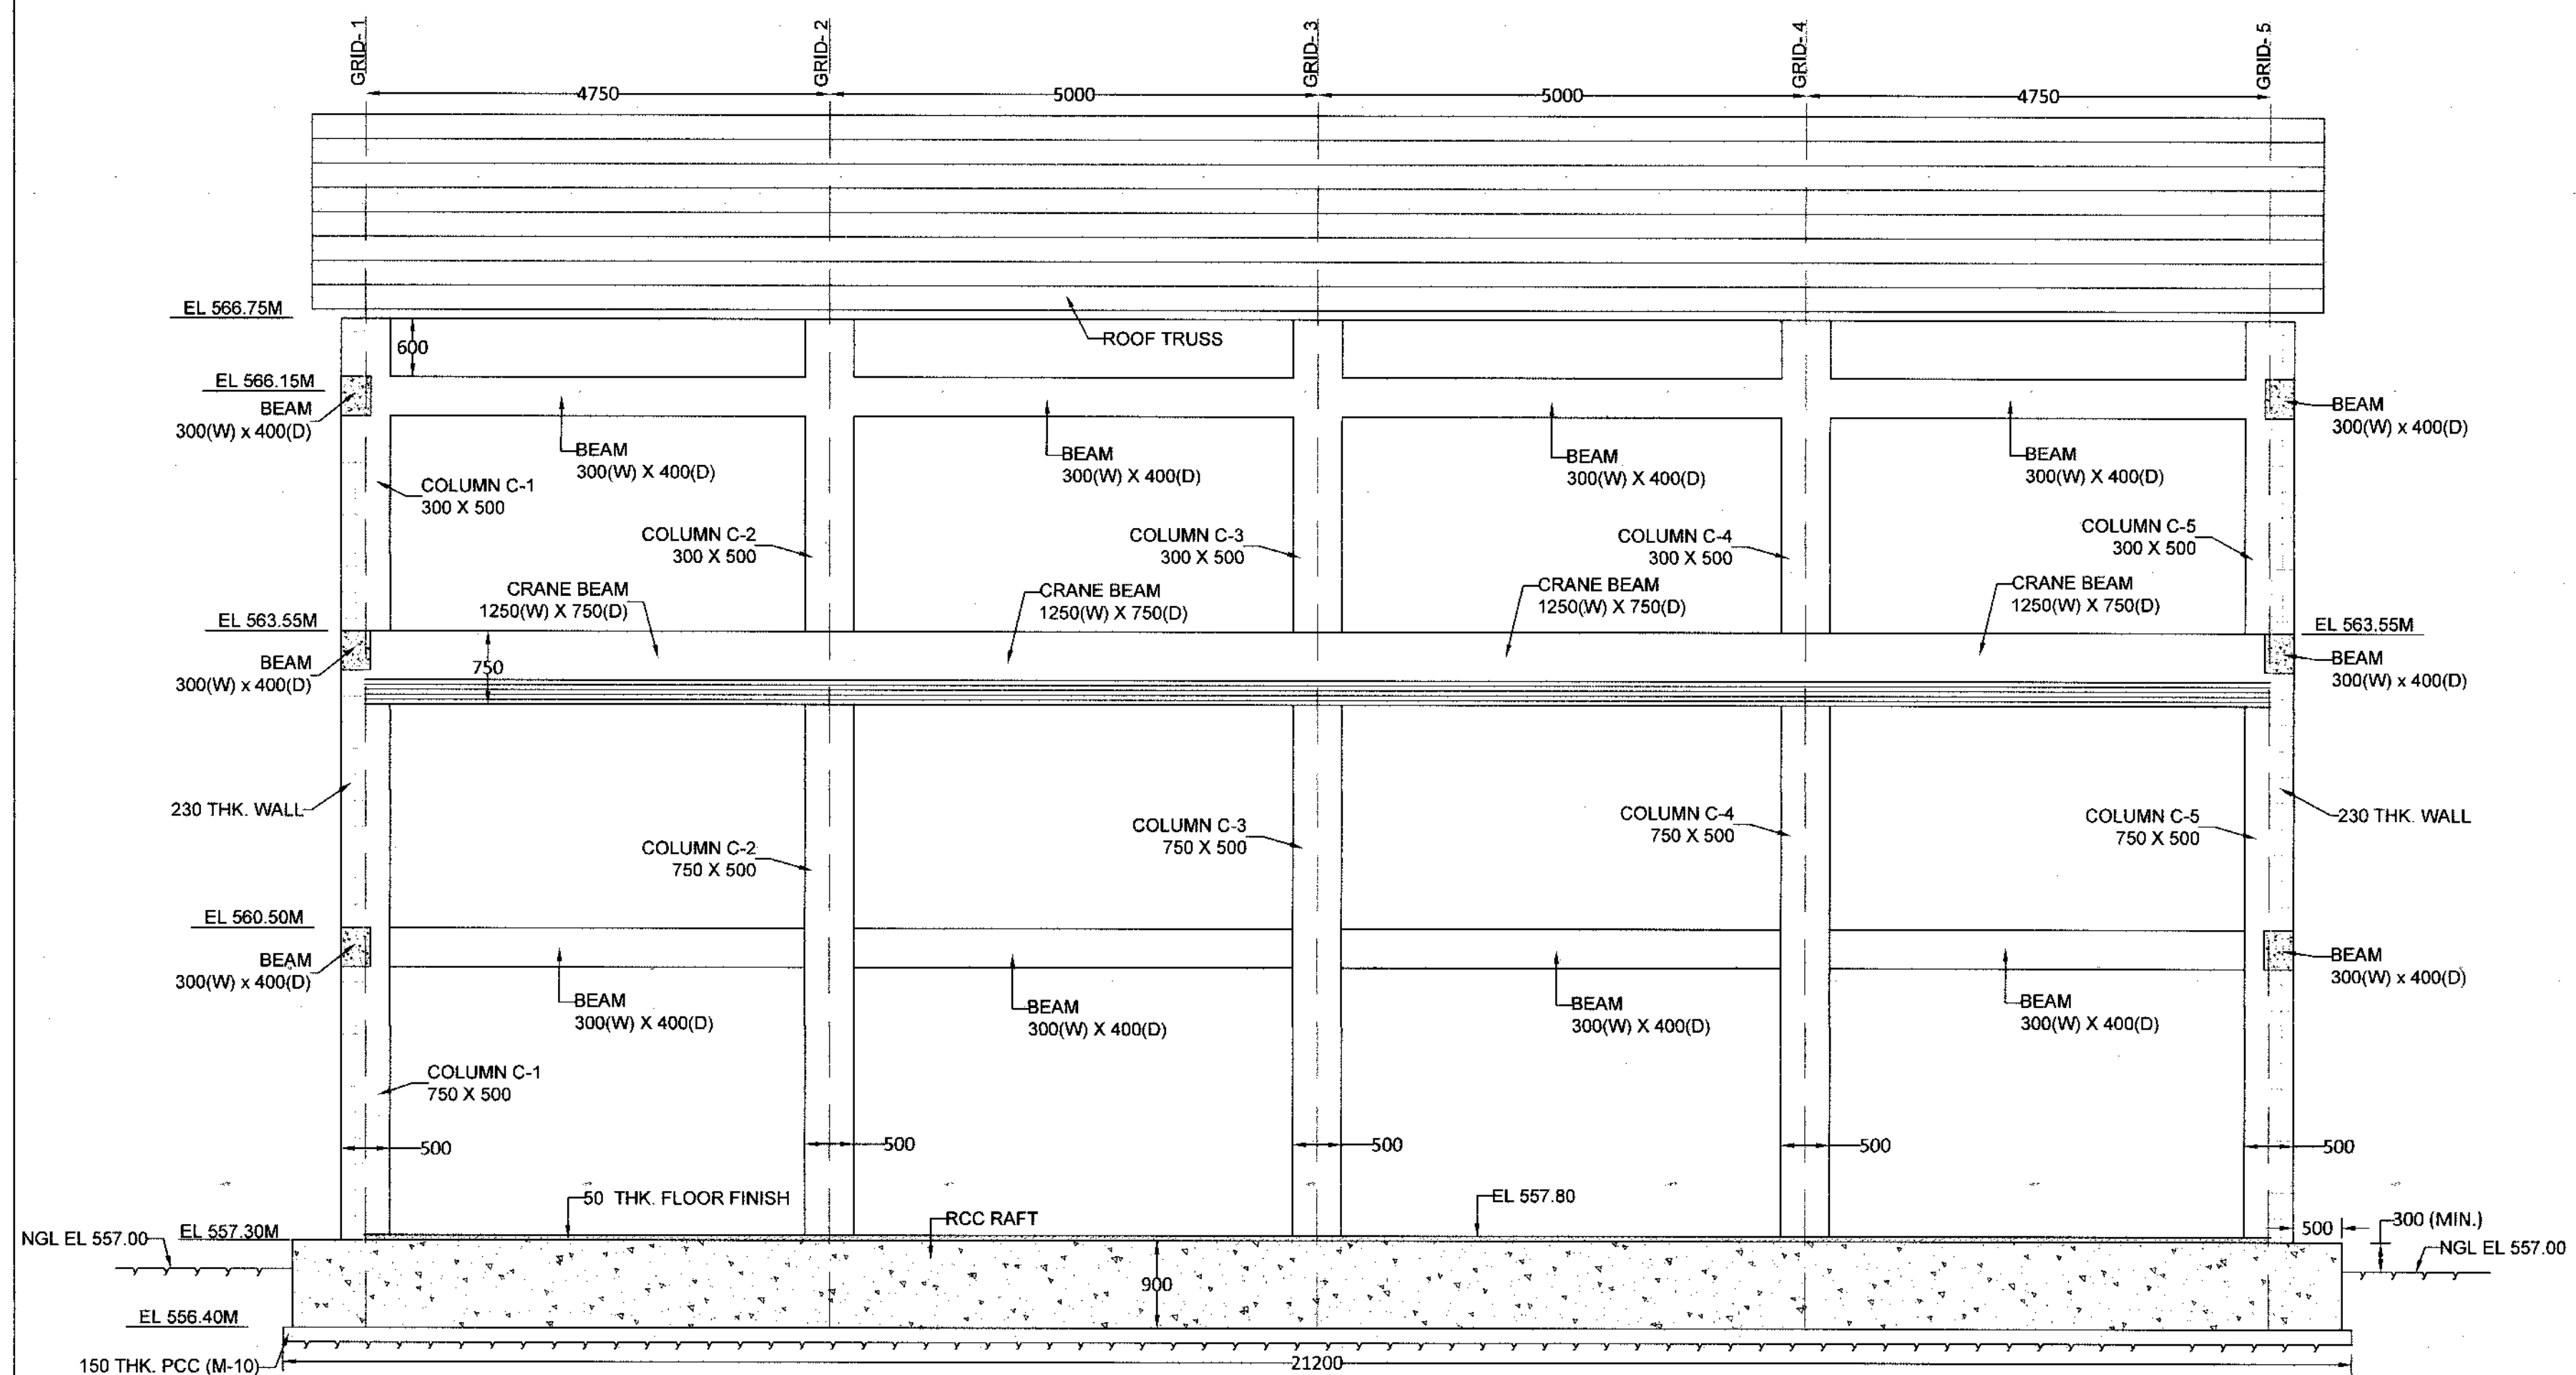 GRID- 1
GRID- 2
GRID- 3
GRID- 4
GRID- 5
4750
5000
5000
4750
EL 566.75M
600
ROOF TRUSS
EL 566.15M
BEAM
300(W) x 400(D)
BEAM
300(W) X 400(D)
BEAM
300(W) X 400(D)
BEAM
300(W) X 400(D)
BEAM
300(W) X 400(D)
BEAM
300(W) x 400(D)
COLUMN C-1
300 X 500
COLUMN C-2
300 X 500
COLUMN C-3
300 X 500
COLUMN C-4
300 X 500
COLUMN C-5
300 X 500
CRANE BEAM
1250(W) X 750(D)
CRANE BEAM
1250(W) X 750(D)
CRANE BEAM
1250(W) X 750(D)
CRANE BEAM
1250(W) X 750(D)
EL 563.55M
EL 563.55M
BEAM
300(W) x 400(D)
750
BEAM
300(W) x 400(D)
230 THK. WALL
COLUMN C-2
750 X 500
COLUMN C-3
750 X 500
COLUMN C-4
750 X 500
COLUMN C-5
750 X 500
230 THK. WALL
EL 560.50M
BEAM
300(W) x 400(D)
BEAM
300(W) X 400(D)
BEAM
300(W) X 400(D)
BEAM
300(W) X 400(D)
BEAM
300(W) X 400(D)
BEAM
300(W) x 400(D)
COLUMN C-1
750 X 500
500
500
500
500
500
50 THK. FLOOR FINISH
RCC RAFT
EL 557.80
500
300 (MIN.)
NGL EL 557.00
EL 557.30M
NGL EL 557.00
900
EL 556.40M
150 THK. PCC (M-10)
21200